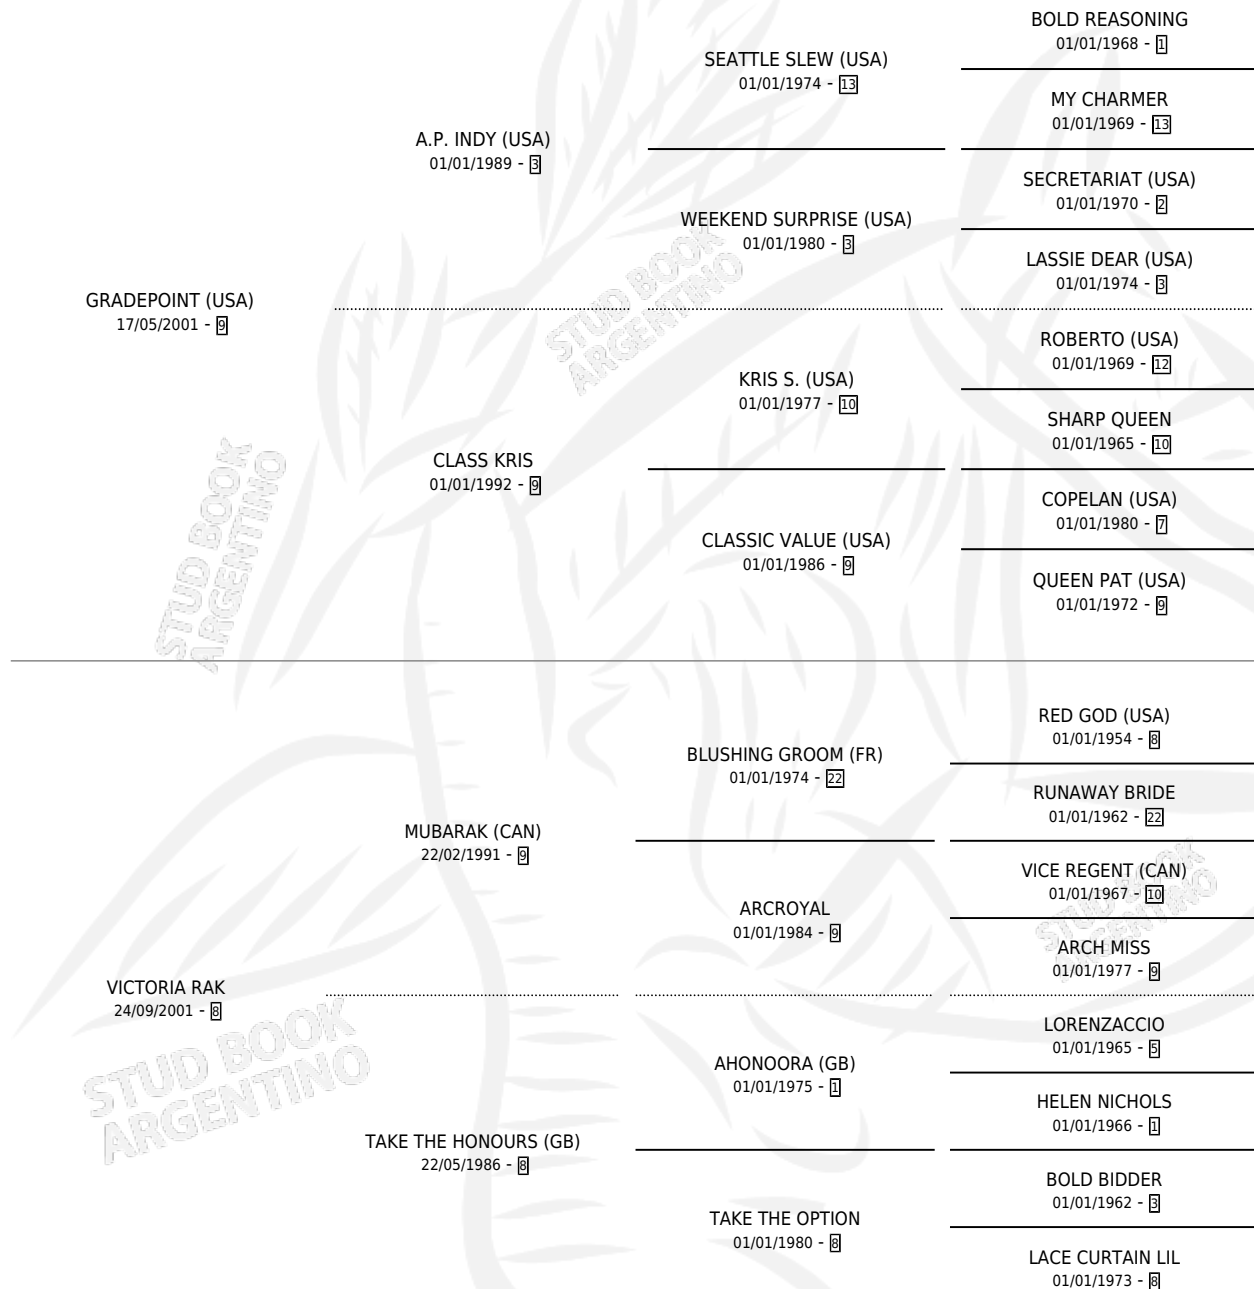 BOLD REASONING
01/01/1968 - 1
SEATTLE SLEW (USA)
01/01/1974 - 13
MY CHARMER
01/01/1969 - 13
A.P. INDY (USA)
01/01/1989 - 3
SECRETARIAT (USA)
01/01/1970 - 2
WEEKEND SURPRISE (USA)
01/01/1980 - 3
LASSIE DEAR (USA)
01/01/1974 - 3
STUD BOOK
ARGENTINO
GRADEPOINT (USA)
17/05/2001 - 9
ROBERTO (USA)
01/01/1969 - 12
KRIS S. (USA)
01/01/1977 - 10
SHARP QUEEN
01/01/1965 - 10
CLASS KRIS
01/01/1992 - 9
COPELAN (USA)
01/01/1980 - 7
CLASSIC VALUE (USA)
01/01/1986 - 9
QUEEN PAT (USA)
01/01/1972 - 9
STUD BOOK
ARGENTINO
RED GOD (USA)
01/01/1954 - 8
BLUSHING GROOM (FR)
01/01/1974 - 22
RUNAWAY BRIDE
01/01/1962 - 22
MUBARAK (CAN)
22/02/1991 - 9
VICE REGENT (CAN)
01/01/1967 - 10
ARCROYAL
01/01/1984 - 9
ARCH MISS
01/01/1977 - 9
STUD BOOK
ARGENTINO
VICTORIA RAK
24/09/2001 - 8
STUD BOOK
ARGENTINO
LORENZACCIO
01/01/1965 - 5
AHONOORA (GB)
01/01/1975 - 1
HELEN NICHOLS
01/01/1966 - 1
TAKE THE HONOURS (GB)
22/05/1986 - 8
BOLD BIDDER
01/01/1962 - 3
TAKE THE OPTION
01/01/1980 - 8
LACE CURTAIN LIL
01/01/1973 - 8